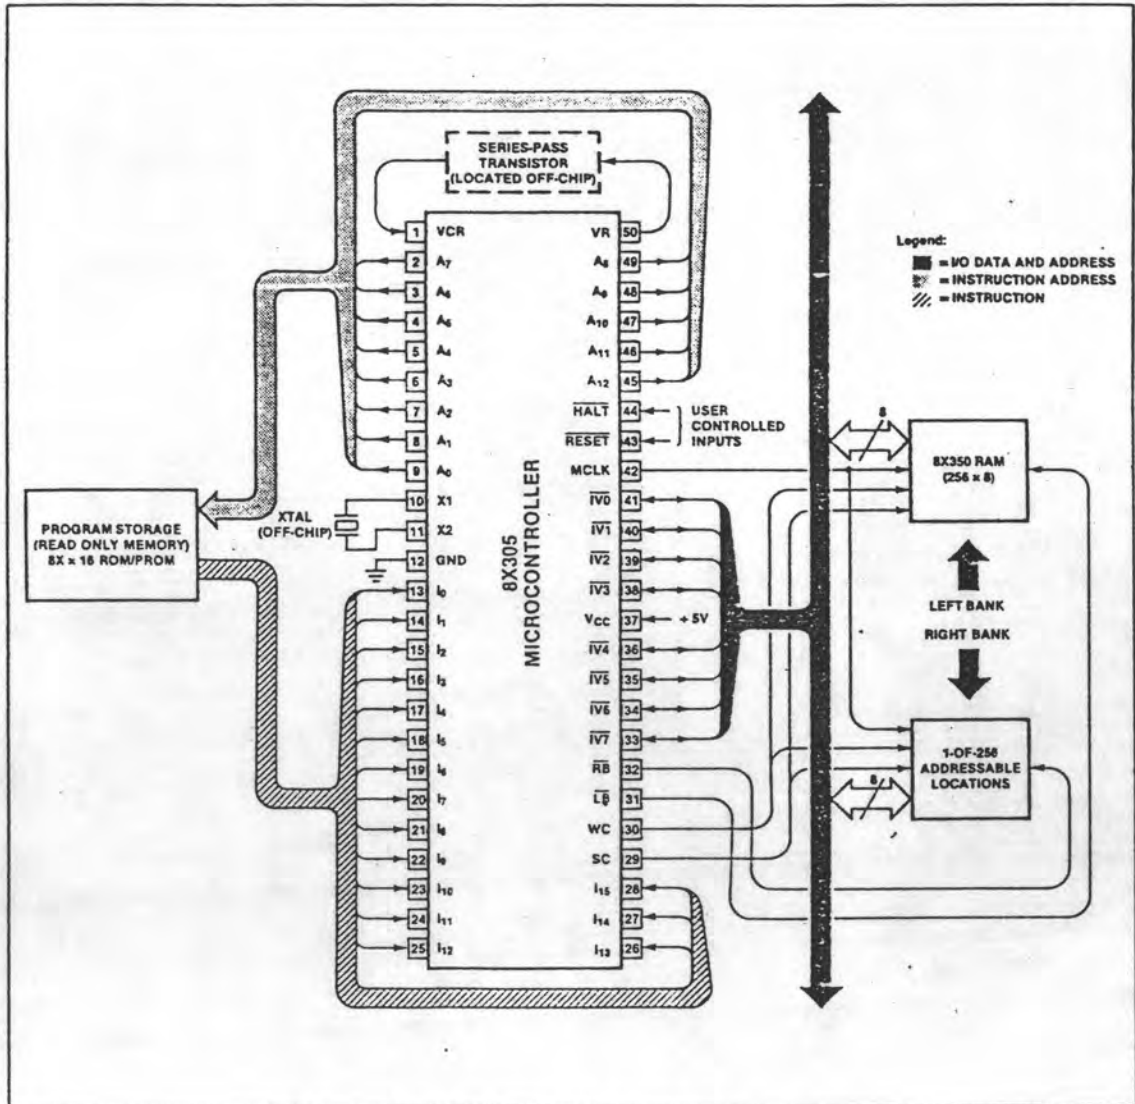 SERIES-PASS
TRANSISTOR
(LOCATED OFF-CHIP)
Legend:
= I/O DATA AND ADDRESS
= INSTRUCTION ADDRESS
= INSTRUCTION
8X305
MICROCONTROLLER
1 VCR
2 A7
3 A6
4 A5
5 A4
6 A3
7 A2
8 A1
9 A0
10 X1
11 X2
12 GND
13 I0
14 I1
15 I2
16 I3
17 I4
18 I5
19 I6
20 I7
21 I8
22 I9
23 I10
24 I11
25 I12
VR 50
A8 49
A9 48
A10 47
A11 46
A12 45
HALT 44
RESET 43
MCLK 42
IV0 41
IV1 40
IV2 39
IV3 38
VCC 37
+ 5V
IV4 36
IV5 35
IV6 34
IV7 33
RB 32
LB 31
WC 30
SC 29
I15 28
I14 27
I13 26
USER
CONTROLLED
INPUTS
XTAL
(OFF-CHIP)
PROGRAM STORAGE
(READ ONLY MEMORY)
8X x 16 ROM/PROM
8
8X350 RAM
(256 x 8)
LEFT BANK
RIGHT BANK
1-OF-256
ADDRESSABLE
LOCATIONS
8